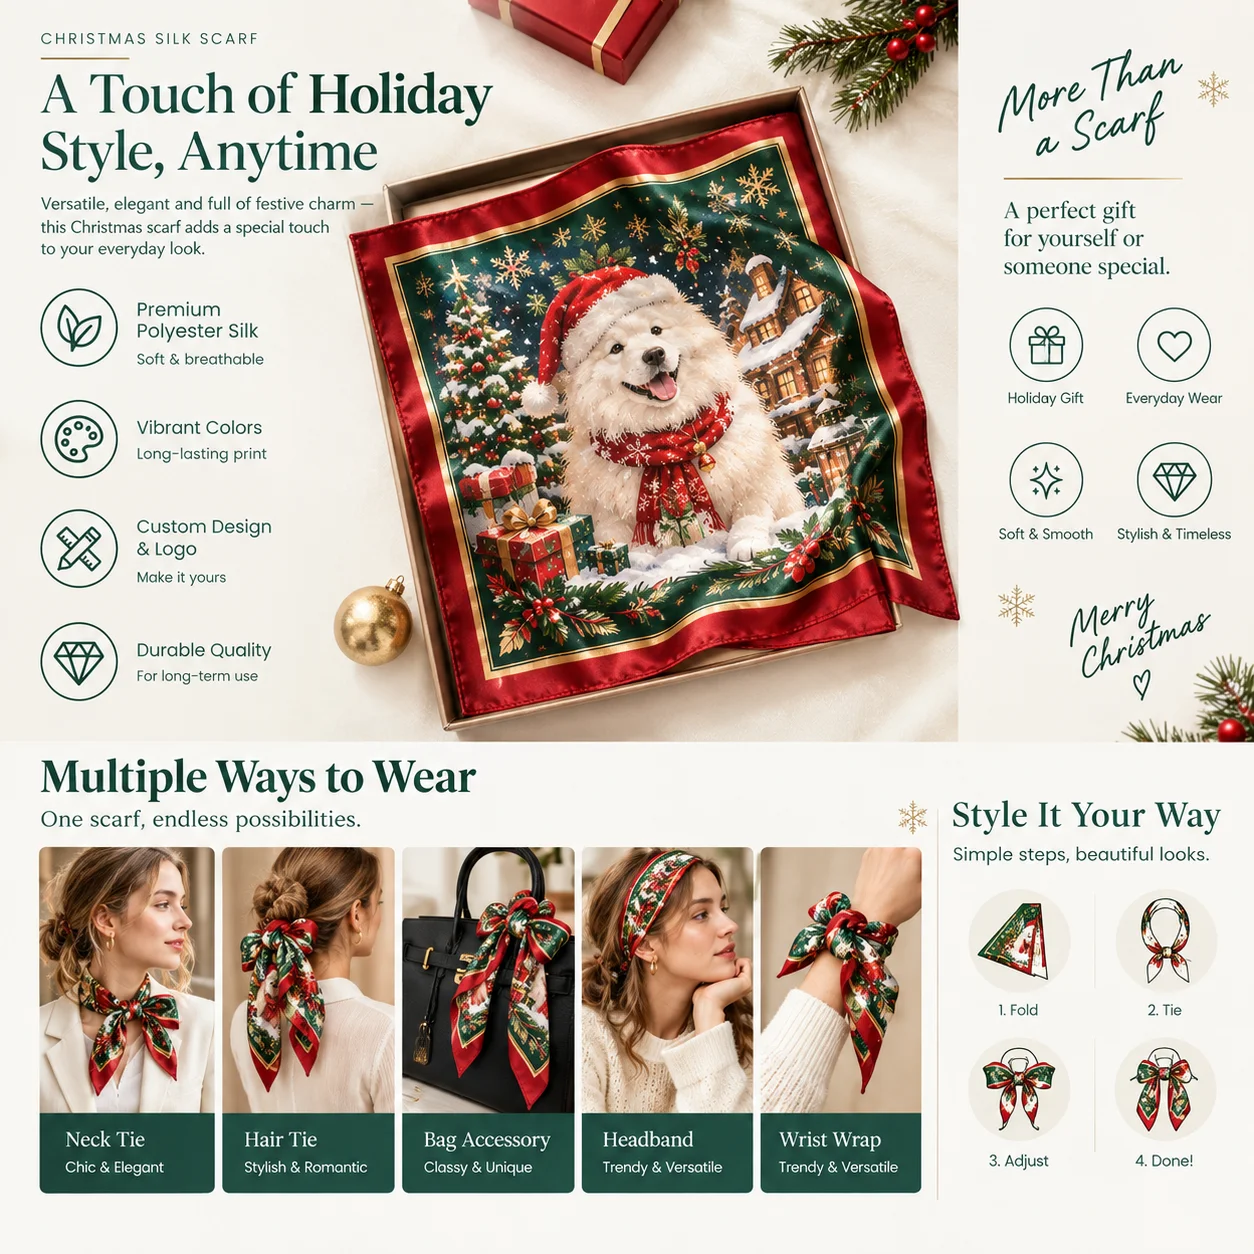 CHRISTMAS SILK SCARF
A Touch of Holiday
Style, Anytime
Versatile, elegant and full of festive charm —
this Christmas scarf adds a special touch
to your everyday look.
Premium
Polyester Silk
Soft & breathable
Vibrant Colors
Long-lasting print
Custom Design
& Logo
Make it yours
Durable Quality
For long-term use
More Than
a Scarf
A perfect gift
for yourself or
someone special.
Holiday Gift
Everyday Wear
Soft & Smooth
Stylish & Timeless
Merry
Christmas
Multiple Ways to Wear
One scarf, endless possibilities.
Neck Tie
Chic & Elegant
Hair Tie
Stylish & Romantic
Bag Accessory
Classy & Unique
Headband
Trendy & Versatile
Wrist Wrap
Trendy & Versatile
Style It Your Way
Simple steps, beautiful looks.
1. Fold
2. Tie
3. Adjust
4. Done!